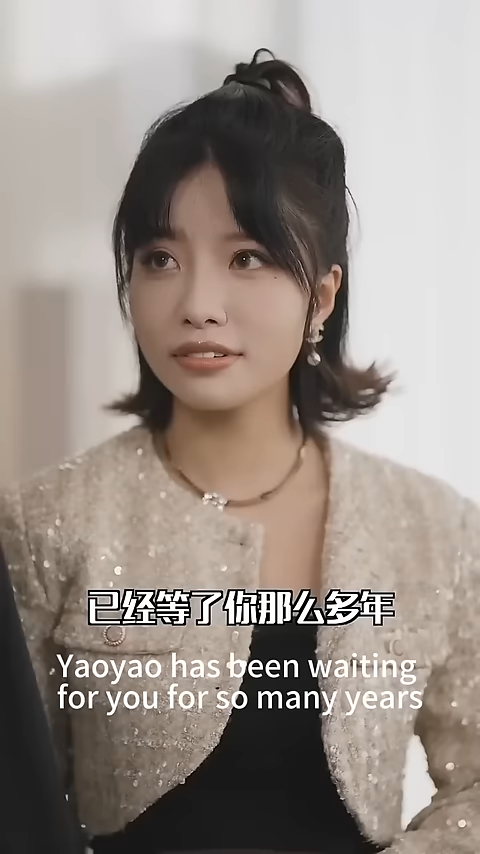 已经等了你那么多年
Yaoyao has been waiting
for you for so many years